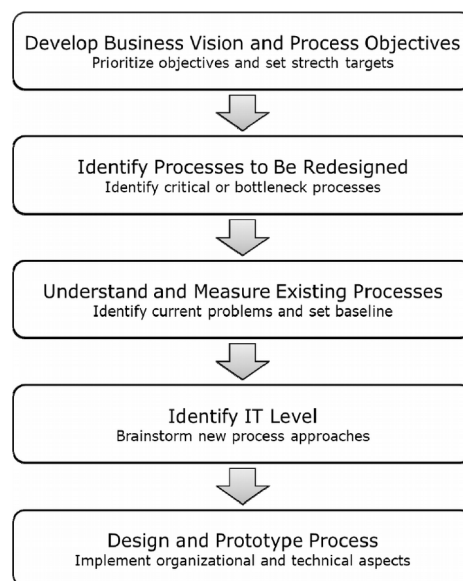 Develop Business Vision and Process Objectives
Prioritize objectives and set strecth targets
Identify Processes to Be Redesigned
Identify critical or bottleneck processes
Understand and Measure Existing Processes
Identify current problems and set baseline
Identify IT Level
Brainstorm new process approaches
Design and Prototype Process
Implement organizational and technical aspects